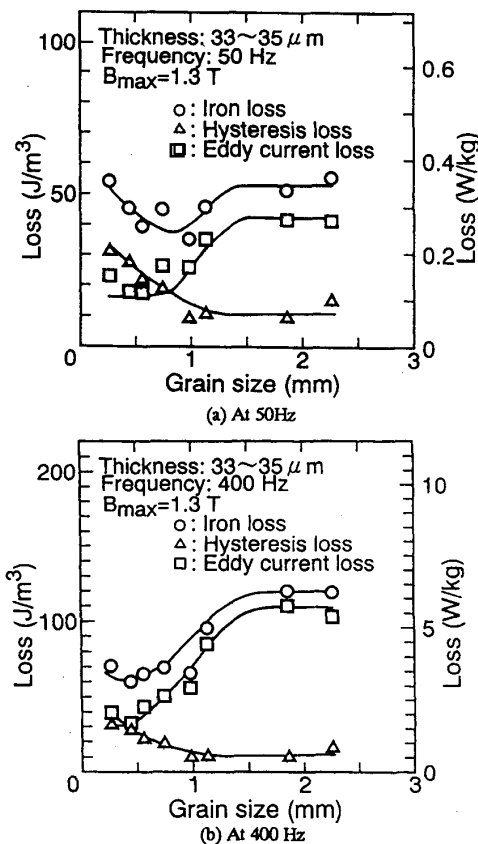 100
Thickness: 33~35 μm
Frequency: 50 Hz
Bmax=1.3 T
○: Iron loss
△: Hysteresis loss
□: Eddy current loss
0.6
0.4
50
0.2
0
0
0
1
2
3
Loss (J/m³)
Loss (W/kg)
Grain size (mm)
(a) At 50Hz
200
Thickness: 33~35 μm
Frequency: 400 Hz
Bmax=1.3 T
○: Iron loss
△: Hysteresis loss
□: Eddy current loss
10
100
5
0
0
0
1
2
3
Loss (J/m³)
Loss (W/kg)
Grain size (mm)
(b) At 400 Hz